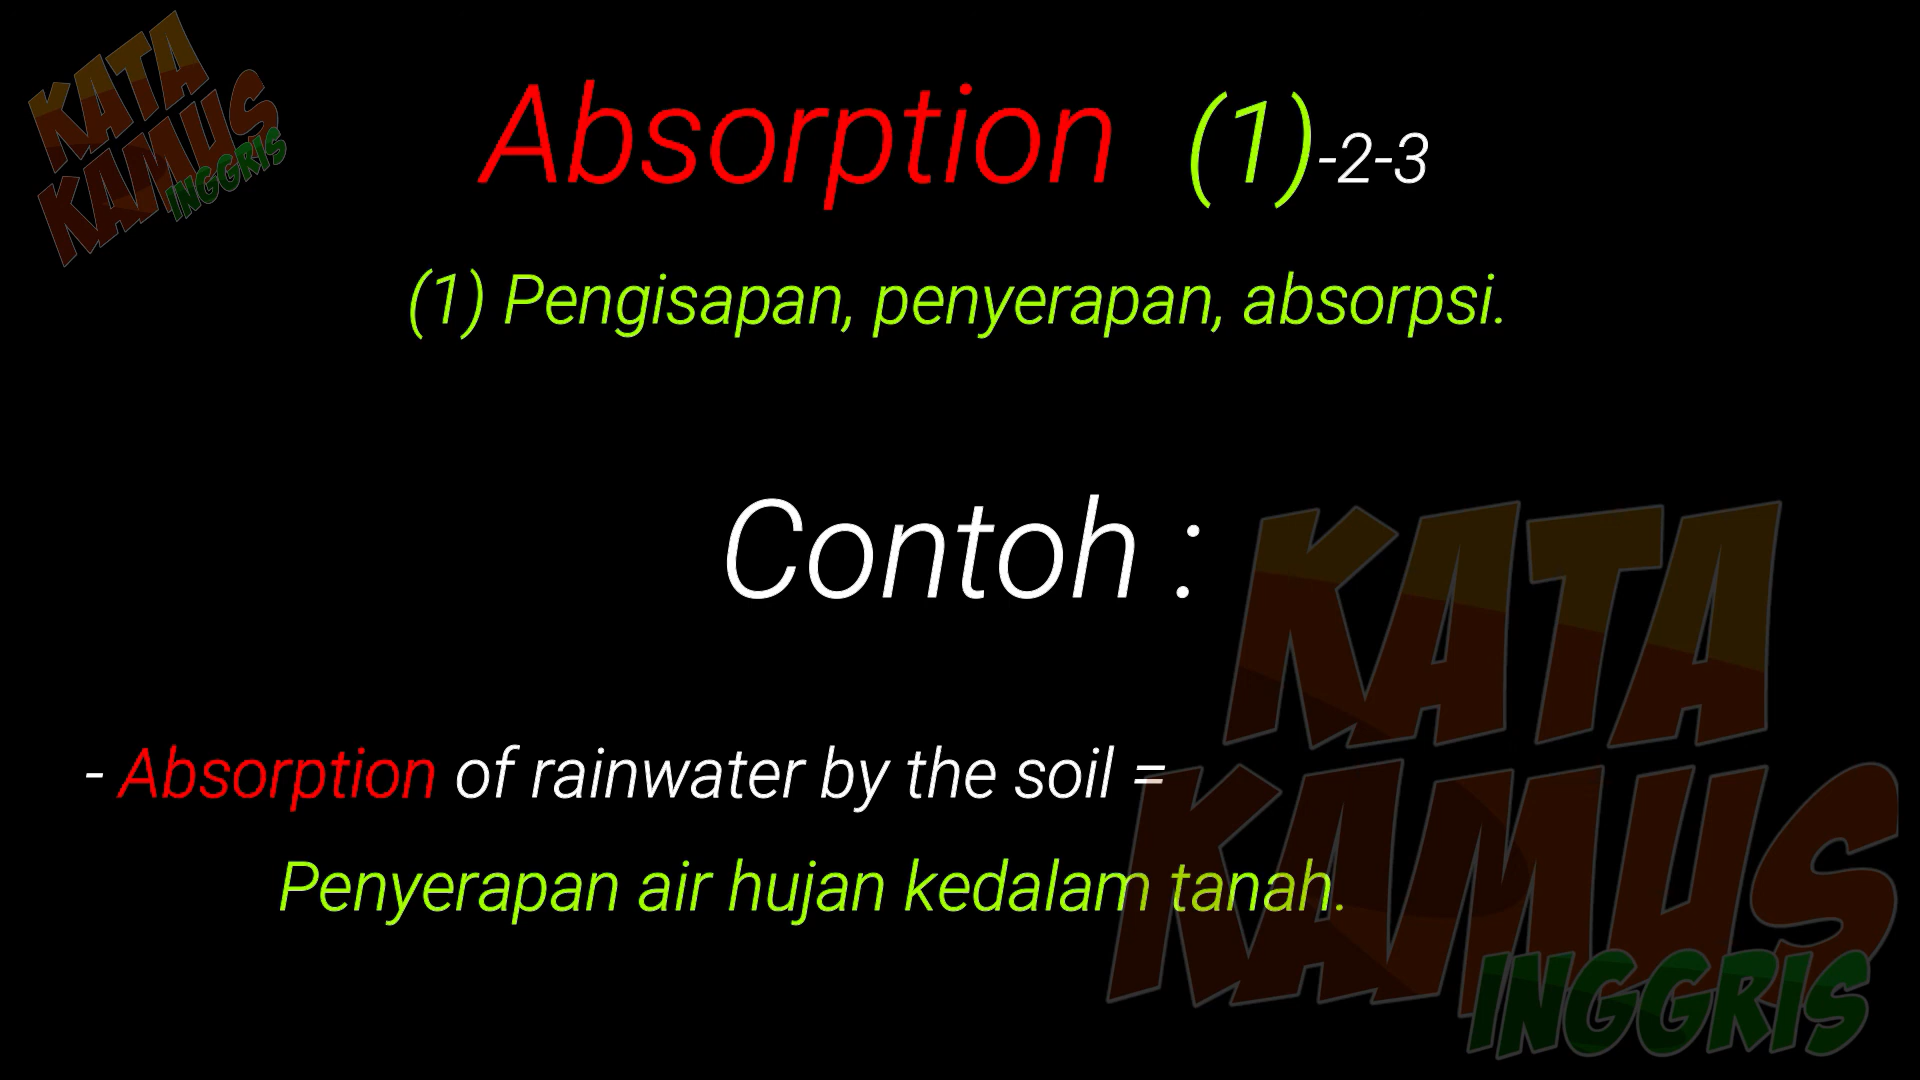 KATA
KAMUS
INGGRIS
Absorption (1)-2-3
(1) Pengisapan, penyerapan, absorpsi.
Contoh :
- Absorption of rainwater by the soil =
Penyerapan air hujan kedalam tanah.
KATA
KAMUS
INGGRIS